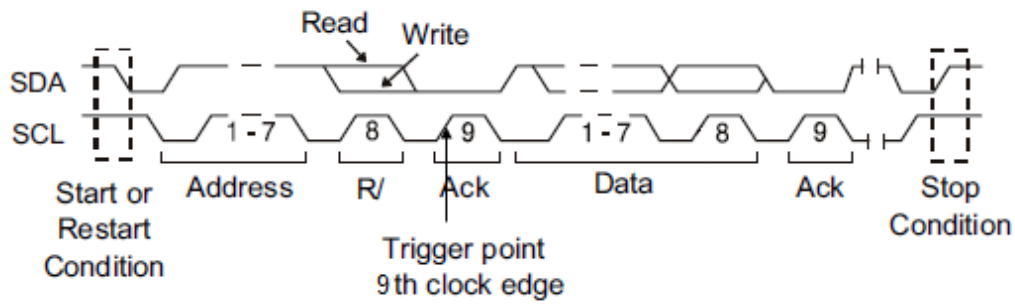 Read
Write
SDA
SCL
1 - 7
8
9
1 - 7
8
9
Address
R/
Ack
Data
Ack
Start or
Restart
Condition
Stop
Condition
Trigger point
9th clock edge